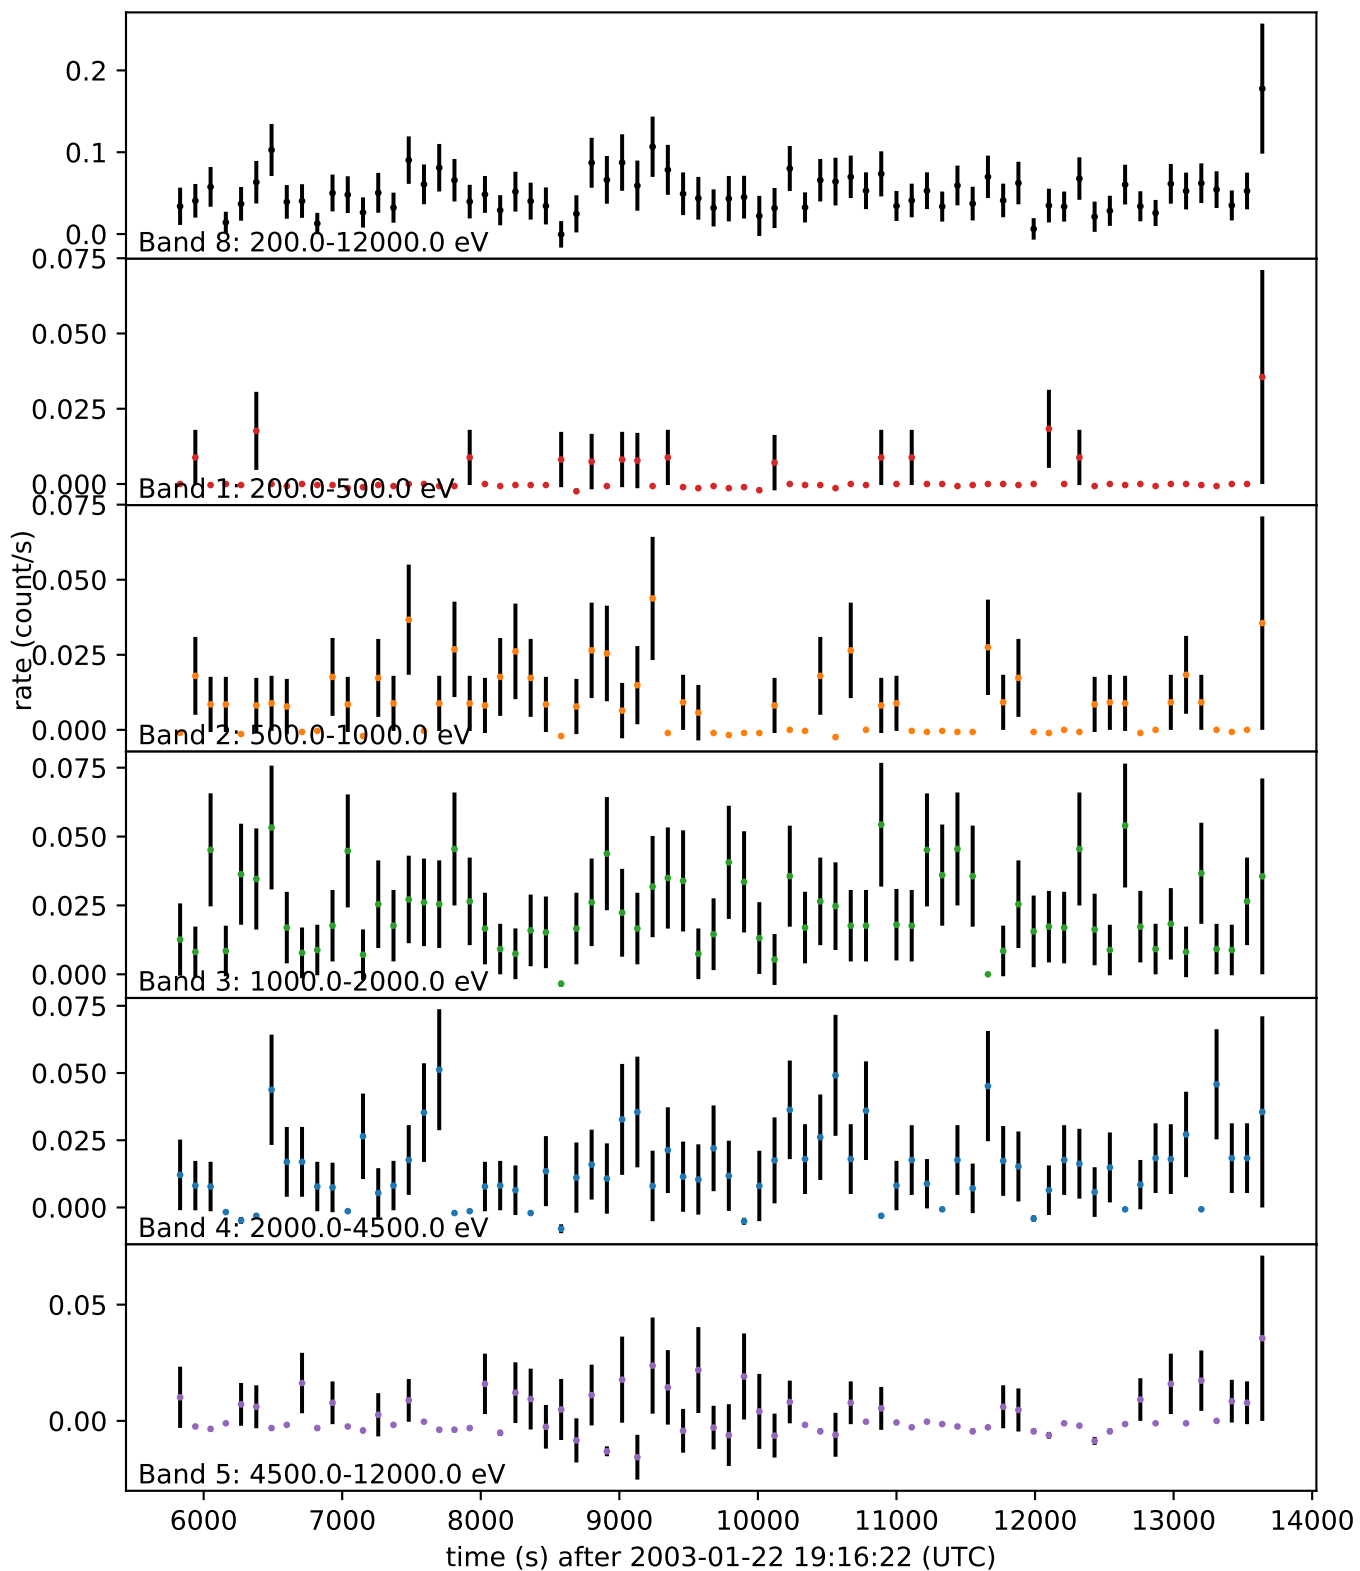 0.2
0.1
0.0
Band 8: 200.0-12000.0 eV
0.075
0.050
0.025
0.000
Band 1: 200.0-500.0 eV
0.075
0.050
0.025
0.000
Band 2: 500.0-1000.0 eV
rate (count/s)
0.075
0.050
0.025
0.000
Band 3: 1000.0-2000.0 eV
0.075
0.050
0.025
0.000
Band 4: 2000.0-4500.0 eV
0.05
0.00
Band 5: 4500.0-12000.0 eV
6000 7000 8000 9000 10000 11000 12000 13000 14000
time (s) after 2003-01-22 19:16:22 (UTC)